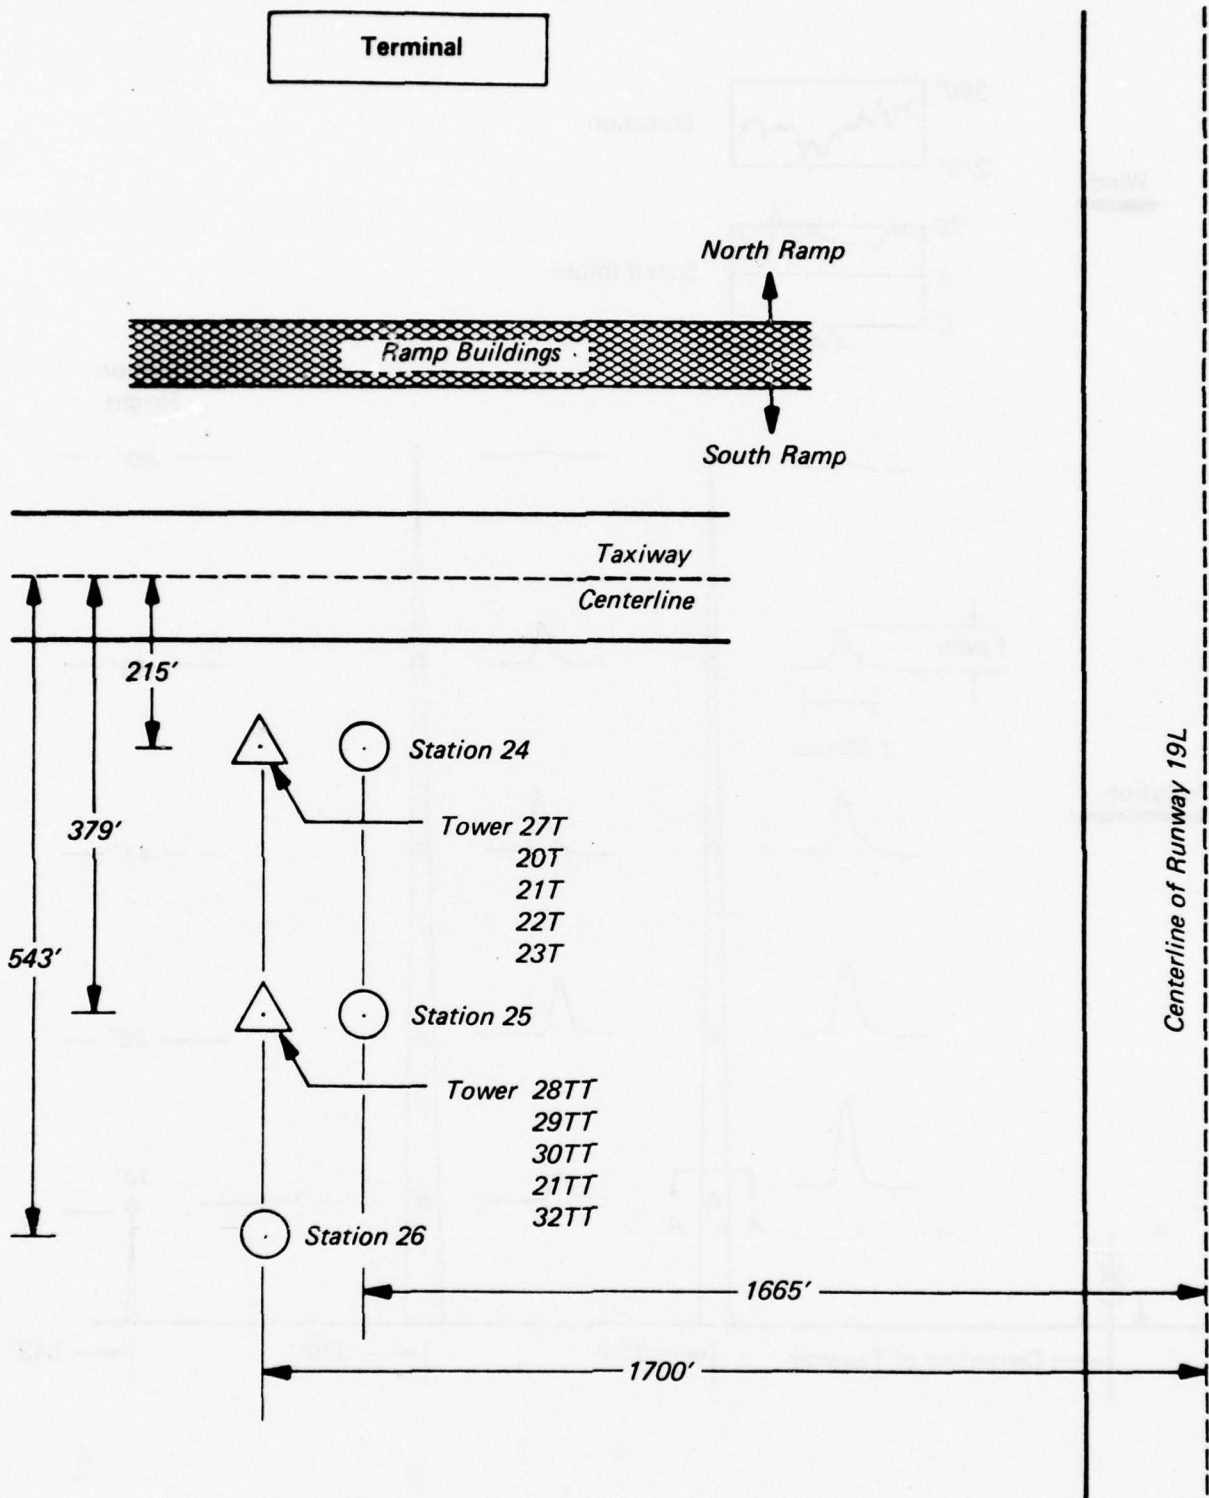 Terminal
North Ramp
Ramp Buildings
South Ramp
Taxiway
Centerline
215'
Station 24
379'
Tower 27T
20T
21T
22T
23T
543'
Station 25
Tower 28TT
29TT
30TT
21TT
32TT
Station 26
1665'
1700'
Centerline of Runway 19L